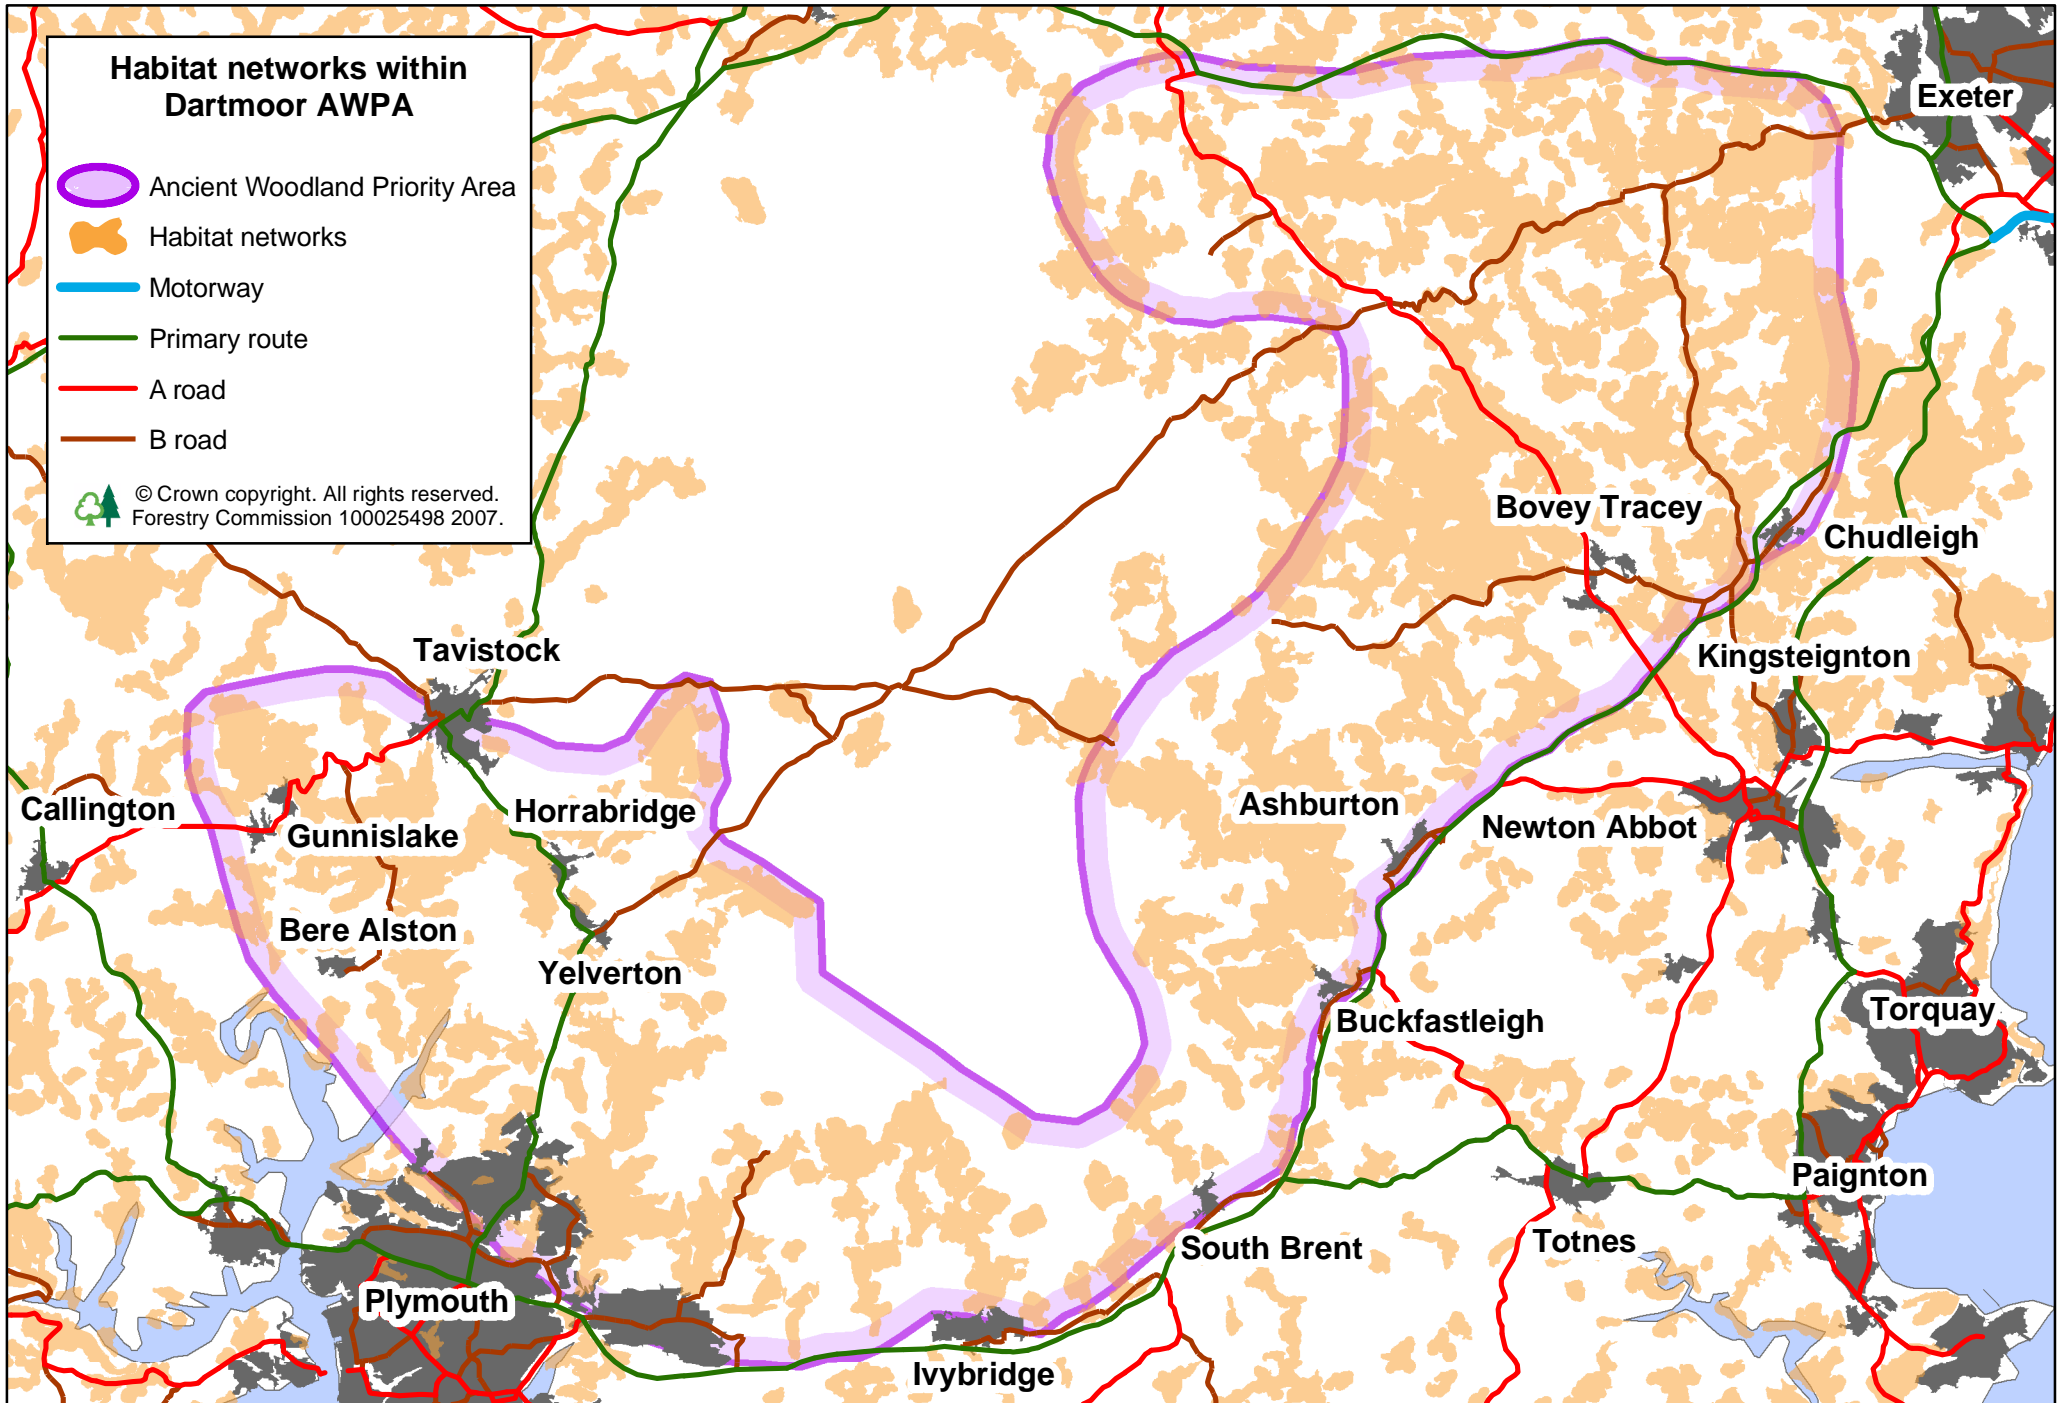 Habitat networks within
Dartmoor AWPA
Ancient Woodland Priority Area
Habitat networks
Motorway
Primary route
A road
B road
© Crown copyright. All rights reserved.
Forestry Commission 100025498 2007.
Exeter
Bovey Tracey
Chudleigh
Tavistock
Kingsteignton
Callington
Gunnislake
Horrabridge
Ashburton
Newton Abbot
Bere Alston
Yelverton
Buckfastleigh
Torquay
Paignton
South Brent
Totnes
Plymouth
Ivybridge